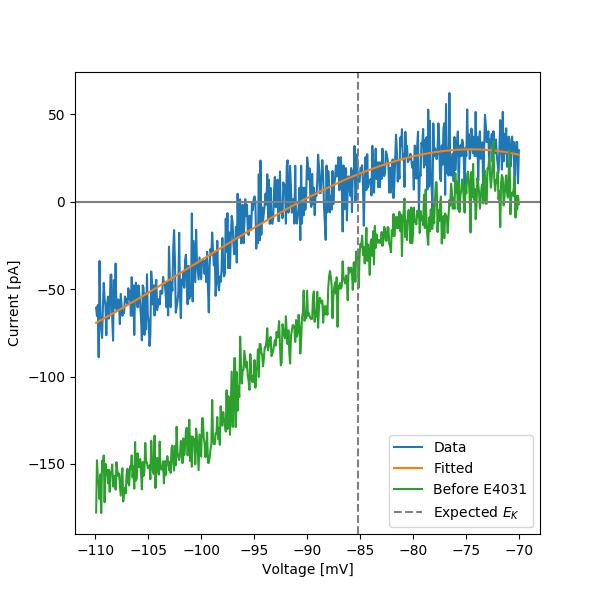 50
0
−50
−100
−150
Current [pA]
−110 −105 −100 −95 −90 −85 −80 −75 −70
Voltage [mV]
Data
Fitted
Before E4031
Expected E_K